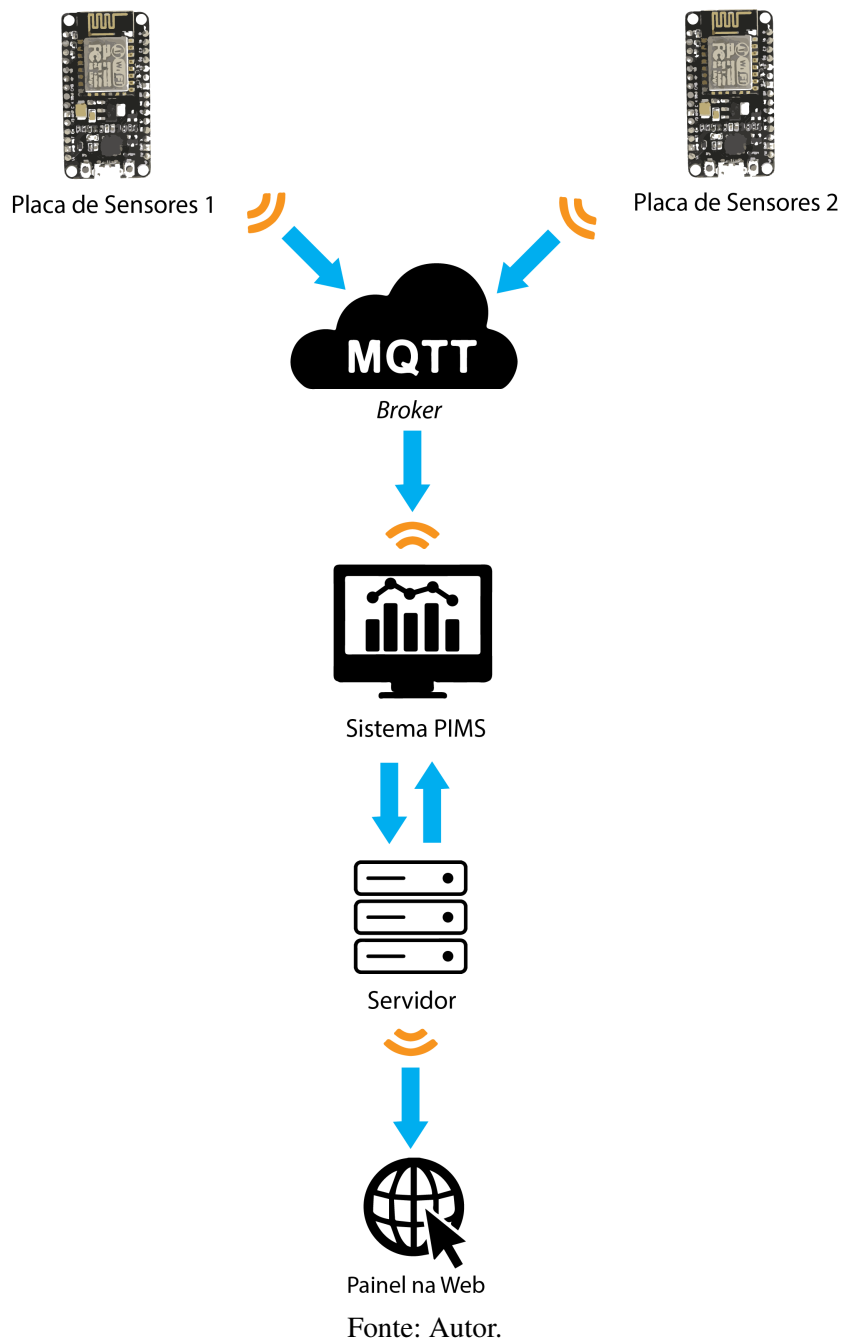 Placa de Sensores 1
Placa de Sensores 2
MQTT
Broker
Sistema PIMS
Servidor
Painel na Web
Fonte: Autor.